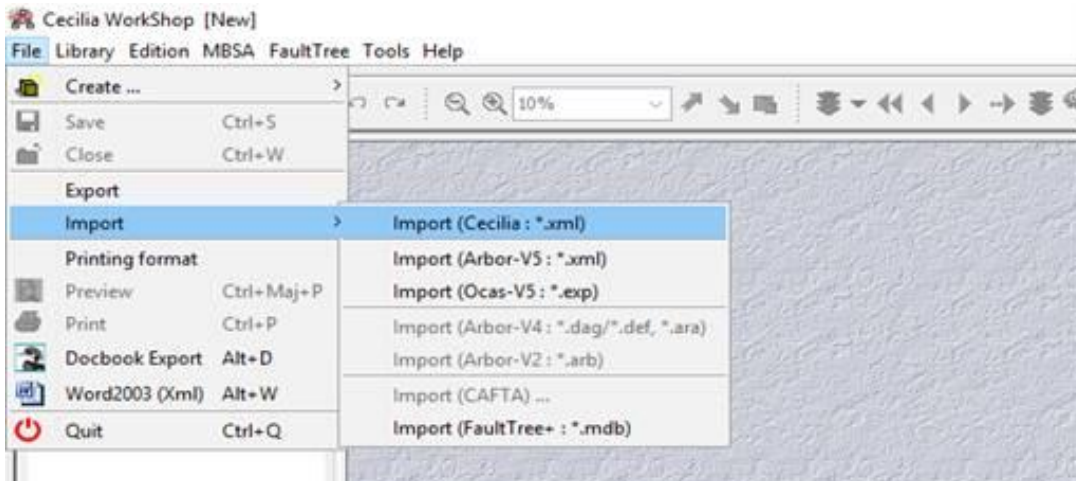 Cecilia WorkShop [New]
File Library Edition MBSA FaultTree Tools Help
Create ...
10%
Save Ctrl+S
Close Ctrl+W
Export
Import
Import (Cecilia : *.xml)
Printing format
Import (Arbor-V5 : *.xml)
Preview Ctrl+Maj+P
Import (Ocas-V5 : *.exp)
Print Ctrl+P
Import (Arbor-V4 : *.dag/*.def, *.ara)
Docbook Export Alt+D
Import (Arbor-V2 : *.arb)
Word2003 (Xml) Alt+W
Import (CAFTA) ...
Quit Ctrl+Q
Import (FaultTree+ : *.mdb)